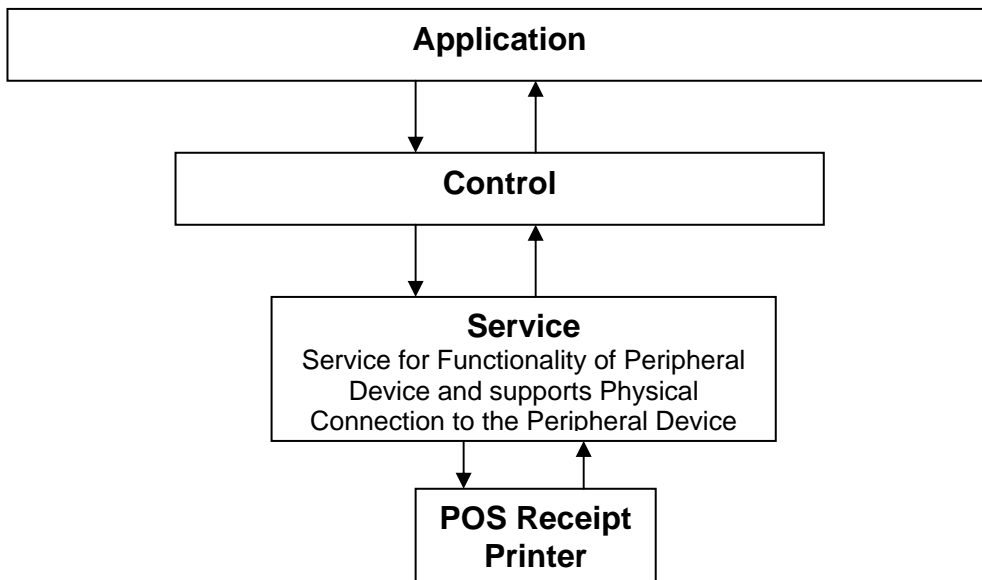 Application
Control
Service
Service for Functionality of Peripheral
Device and supports Physical
Connection to the Peripheral Device
POS Receipt
Printer